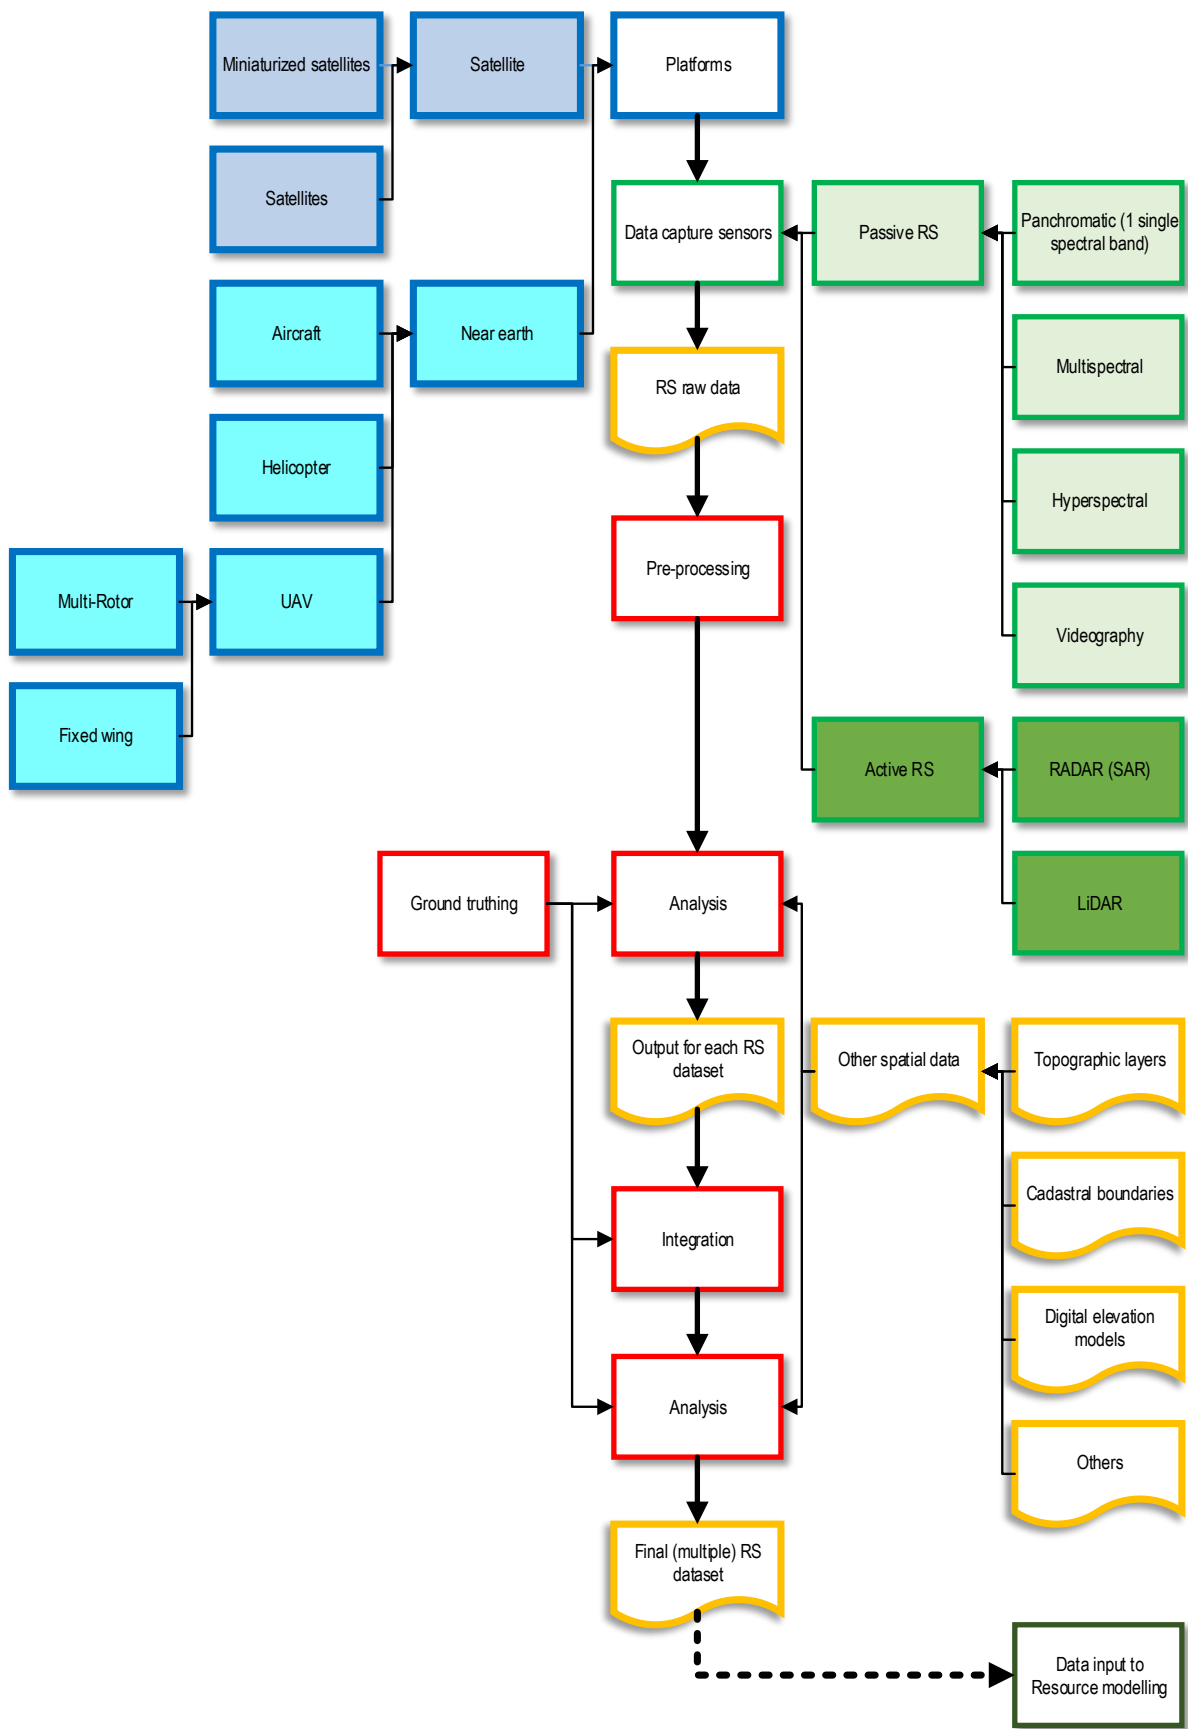 Miniaturized satellites
Satellite
Platforms
Satellites
Data capture sensors
Passive RS
Panchromatic (1 single
spectral band)
Aircraft
Near earth
RS raw data
Multispectral
Helicopter
Hyperspectral
Pre-processing
Multi-Rotor
UAV
Videography
Fixed wing
Active RS
RADAR (SAR)
Ground truthing
Analysis
LiDAR
Output for each RS
dataset
Other spatial data
Topographic layers
Cadastral boundaries
Integration
Digital elevation
models
Analysis
Others
Final (multiple) RS
dataset
Data input to
Resource modelling